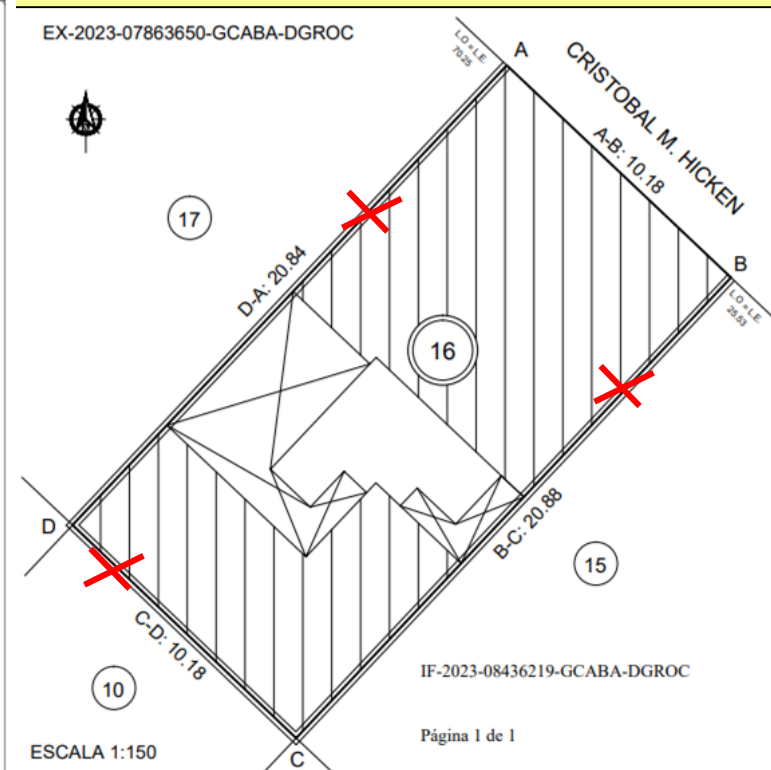 EX-2023-07863650-GCABA-DGROC
L.O = L.E.
70.25
A
CRISTOBAL M. HICKEN
A-B: 10.18
17
D-A: 20.84
B
L.O = L.E.
25.53
16
D
B-C: 20.88
15
C-D: 10.18
10
IF-2023-08436219-GCABA-DGROC
Página 1 de 1
ESCALA 1:150
C